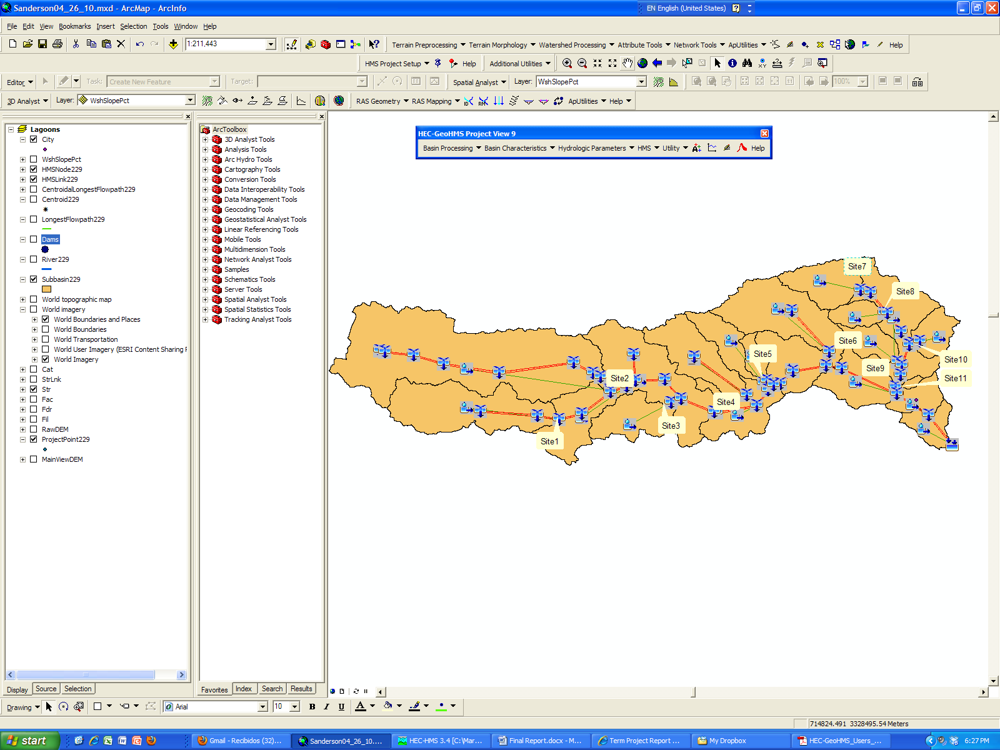 Sanderson04_26_10.mxd - ArcMap - ArcInfo
EN English (United States)
File Edit View Bookmarks Insert Selection Tools Window Help
1:211,443
Terrain Preprocessing Terrain Morphology Watershed Processing Attribute Tools Network Tools ApUtilities Help
HMS Project Setup Help Additional Utilities
Editor Task: Create New Feature Target: Spatial Analyst Layer: WshSlopePct 100%
3D Analyst Layer: WshSlopePct RAS Geometry RAS Mapping ApUtilities Help
Lagoons
City
WshSlopePct
HMSNode229
HMSLink229
CentroidalLongestFlowpath229
Centroid229
LongestFlowpath229
Dams
River229
Subbasin229
World topographic map
World imagery
World Boundaries and Places
World Boundaries
World Transportation
World User Imagery (ESRI Content Sharing P
World Imagery
Cat
StrLnk
Str
Fac
Fdr
Fil
RawDEM
ProjectPoint229
MainViewDEM
Display Source Selection
ArcToolbox
3D Analyst Tools
Analysis Tools
Arc Hydro Tools
Cartography Tools
Conversion Tools
Data Interoperability Tools
Data Management Tools
Geocoding Tools
Geostatistical Analyst Tools
Linear Referencing Tools
Mobile Tools
Multidimension Tools
Network Analyst Tools
Samples
Schematics Tools
Server Tools
Spatial Analyst Tools
Spatial Statistics Tools
Tracking Analyst Tools
Favorites Index Search Results
HEC-GeoHMS Project View 9
Basin Processing Basin Characteristics Hydrologic Parameters HMS Utility Help
Site7
Site8
Site6
Site5
Site10
Site9
Site2
Site11
Site4
Site3
Site1
Drawing Arial 10 B I U A
714824.491 3328495.54 Meters
start Gmail - Recibidos (32)... Sanderson04_26_10.... HEC-HMS 3.4 [C:\Mar... Final Report.docx - M... Term Project Report ... My Dropbox HEC-GeoHMS_Users_... 6:27 PM